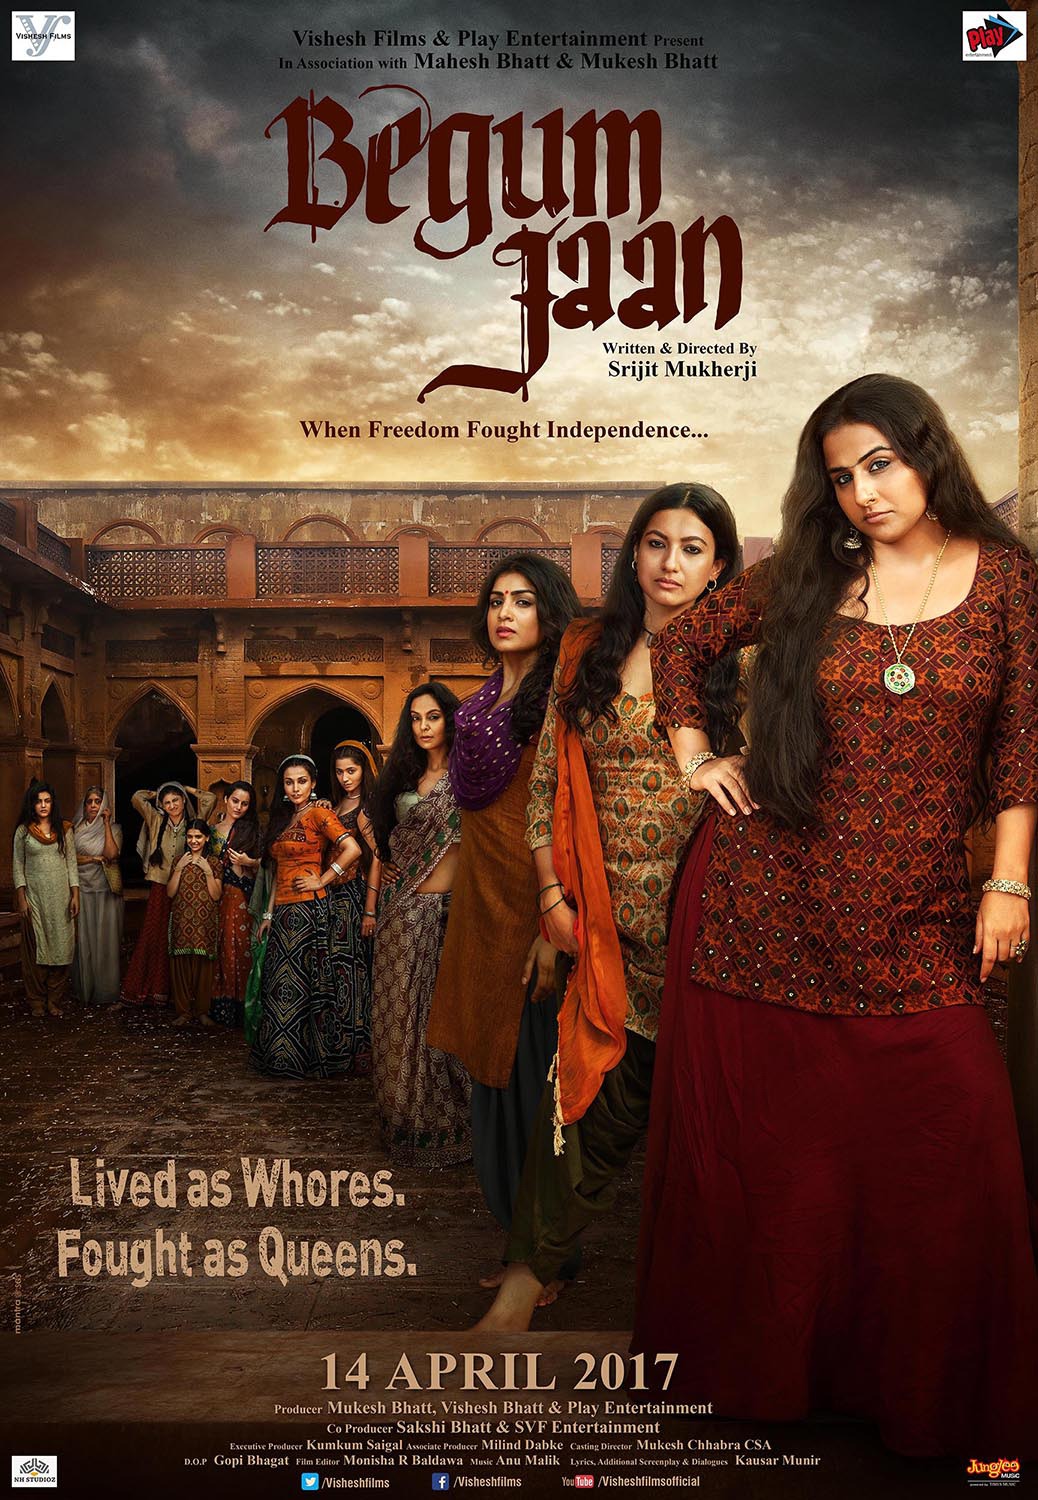 VISHESH FILMS
Play
entertainment
Vishesh Films & Play Entertainment Present
In Association with Mahesh Bhatt & Mukesh Bhatt
Begum
Jaan
Written & Directed By
Srijit Mukherji
When Freedom Fought Independence...
Lived as Whores.
Fought as Queens.
14 APRIL 2017
Producer Mukesh Bhatt, Vishesh Bhatt & Play Entertainment
Co Producer Sakshi Bhatt & SVF Entertainment
Executive Producer Kumkum Saigal Associate Producer Milind Dabke Casting Director Mukesh Chhabra CSA
D.O.P Gopi Bhagat Film Editor Monisha R Baldawa Music Anu Malik Lyrics, Additional Screenplay & Dialogues Kausar Munir
/Visheshfilms /Visheshfilms YouTube /Visheshfilmsofficial
NH STUDIOZ
Junglee
MUSIC